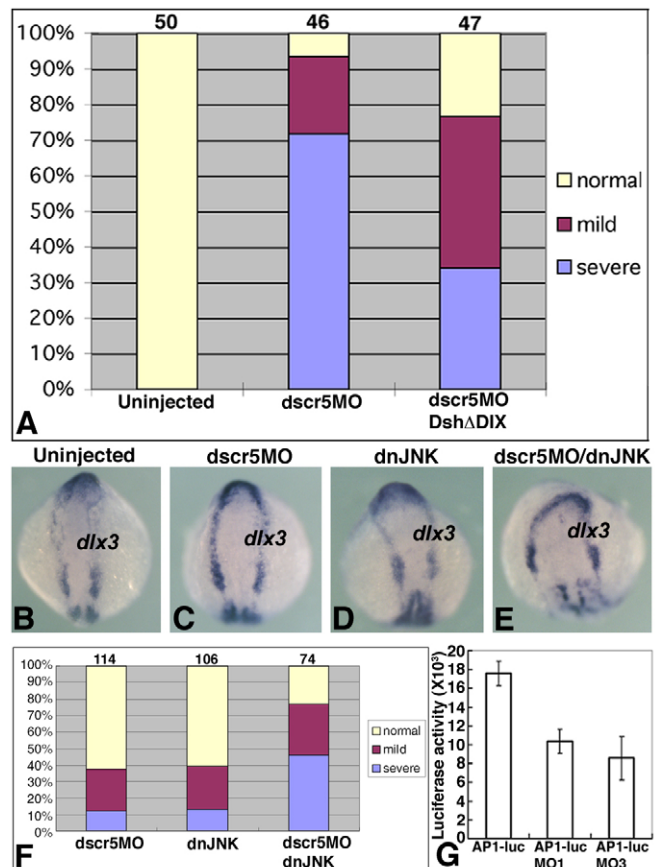 50 46 47
100%
90%
80%
70%
60%
50%
40%
30%
20%
10%
0%
normal
mild
severe
Uninjected dscr5MO dscr5MO
DshΔDIX
A
Uninjected dscr5MO dnJNK dscr5MO/dnJNK
dlx3 dlx3 dlx3 dlx3
B C D E
114 106 74
100%
90%
80%
70%
60%
50%
40%
30%
20%
10%
0%
normal
mild
severe
dscr5MO dnJNK dscr5MO
dnJNK
F
Luciferase activity (X10³)
20
18
16
14
12
10
8
6
4
2
0
AP1-luc AP1-luc AP1-luc
MO1 MO3
G